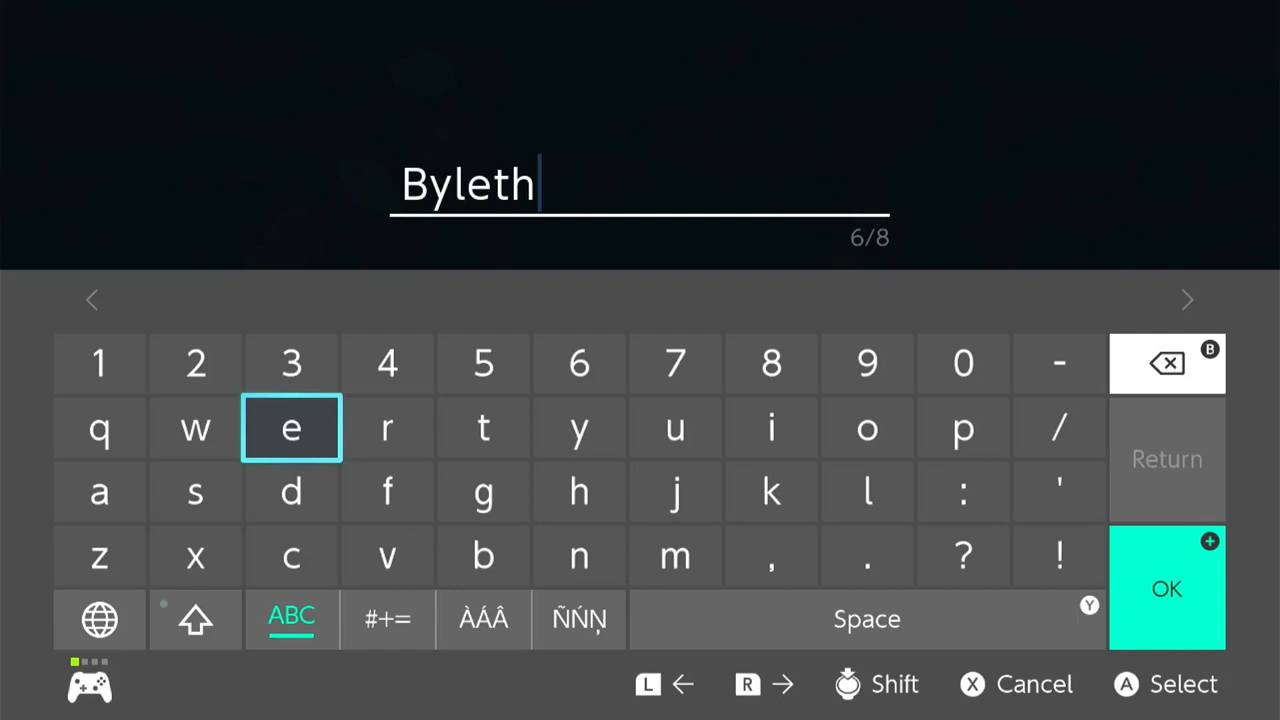 Byleth
6/8
< >
1 2 3 4 5 6 7 8 9 0 - B
q w e r t y u i o p / Return
a s d f g h j k l : '
z x c v b n m , . ? ! + OK
ABC #+= ÀÁÂ ÑŃŅ Space Y
L ← R → Shift X Cancel A Select